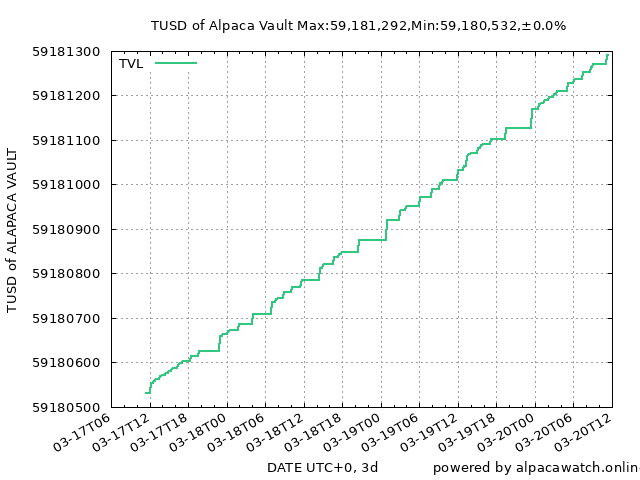 TUSD of Alpaca Vault Max:59,181,292,Min:59,180,532,±0.0%
TVL
59181300
59181200
59181100
59181000
59180900
59180800
59180700
59180600
59180500
TUSD of ALAPACA VAULT
03-17T06
03-17T12
03-17T18
03-18T00
03-18T06
03-18T12
03-18T18
03-19T00
03-19T06
03-19T12
03-19T18
03-20T00
03-20T06
03-20T12
DATE UTC+0, 3d
powered by alpacawatch.online